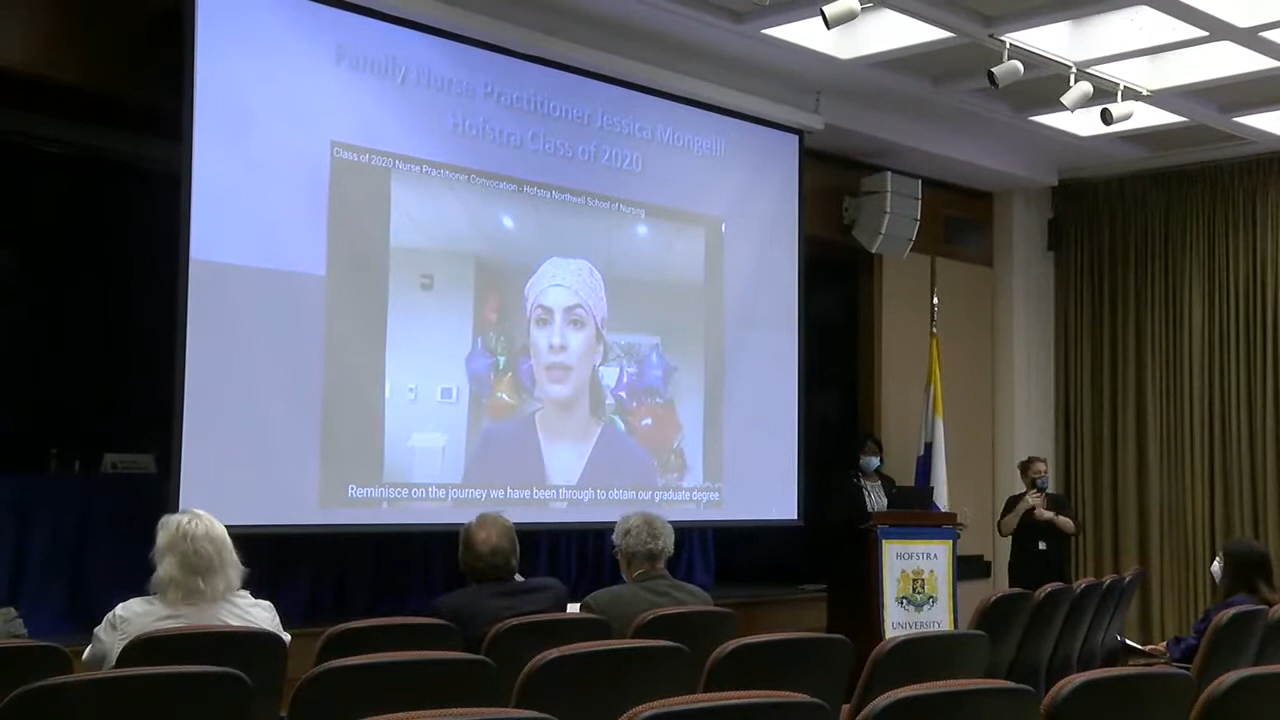 Family Nurse Practitioner Jessica Mongelli
Hofstra Class of 2020
Class of 2020 Nurse Practitioner Convocation - Hofstra Northwell School of Nursing
Reminisce on the journey we have been through to obtain our graduate degree.
HOFSTRA
UNIVERSITY